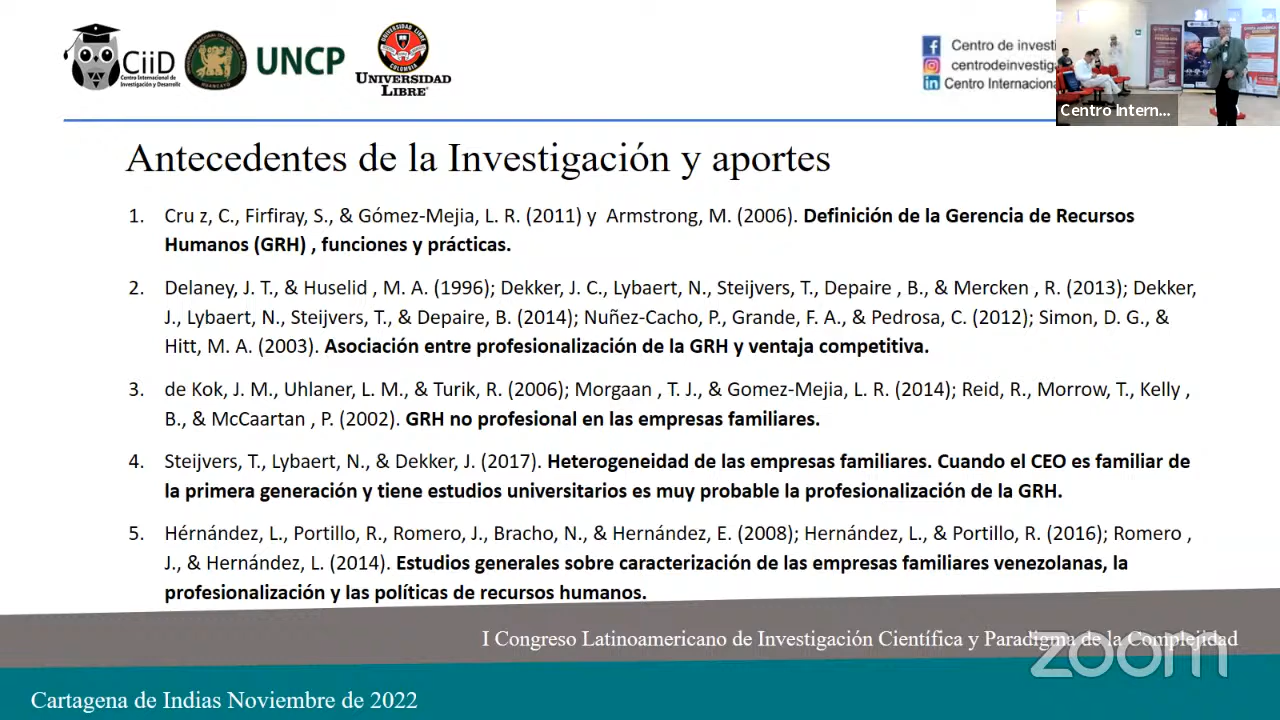 CiiD
Centro Internacional de
Investigación y Desarrollo
UNCP
UNIVERSIDAD
LIBRE
Centro de investi
centrodeinvestiga
Centro Internaciona
Centro Intern...
Antecedentes de la Investigación y aportes
1. Cru z, C., Firfiray, S., & Gómez-Mejia, L. R. (2011) y Armstrong, M. (2006). Definición de la Gerencia de Recursos
Humanos (GRH) , funciones y prácticas.
2. Delaney, J. T., & Huselid , M. A. (1996); Dekker, J. C., Lybaert, N., Steijvers, T., Depaire , B., & Mercken , R. (2013); Dekker,
J., Lybaert, N., Steijvers, T., & Depaire, B. (2014); Nuñez-Cacho, P., Grande, F. A., & Pedrosa, C. (2012); Simon, D. G., &
Hitt, M. A. (2003). Asociación entre profesionalización de la GRH y ventaja competitiva.
3. de Kok, J. M., Uhlaner, L. M., & Turik, R. (2006); Morgaan , T. J., & Gomez-Mejia, L. R. (2014); Reid, R., Morrow, T., Kelly ,
B., & McCaartan , P. (2002). GRH no profesional en las empresas familiares.
4. Steijvers, T., Lybaert, N., & Dekker, J. (2017). Heterogeneidad de las empresas familiares. Cuando el CEO es familiar de
la primera generación y tiene estudios universitarios es muy probable la profesionalización de la GRH.
5. Hérnández, L., Portillo, R., Romero, J., Bracho, N., & Hernández, E. (2008); Hernández, L., & Portillo, R. (2016); Romero ,
J., & Hernández, L. (2014). Estudios generales sobre caracterización de las empresas familiares venezolanas, la
profesionalización y las políticas de recursos humanos.
I Congreso Latinoamericano de Investigación Científica y Paradigma de la Complejidad
zoom
Cartagena de Indias Noviembre de 2022